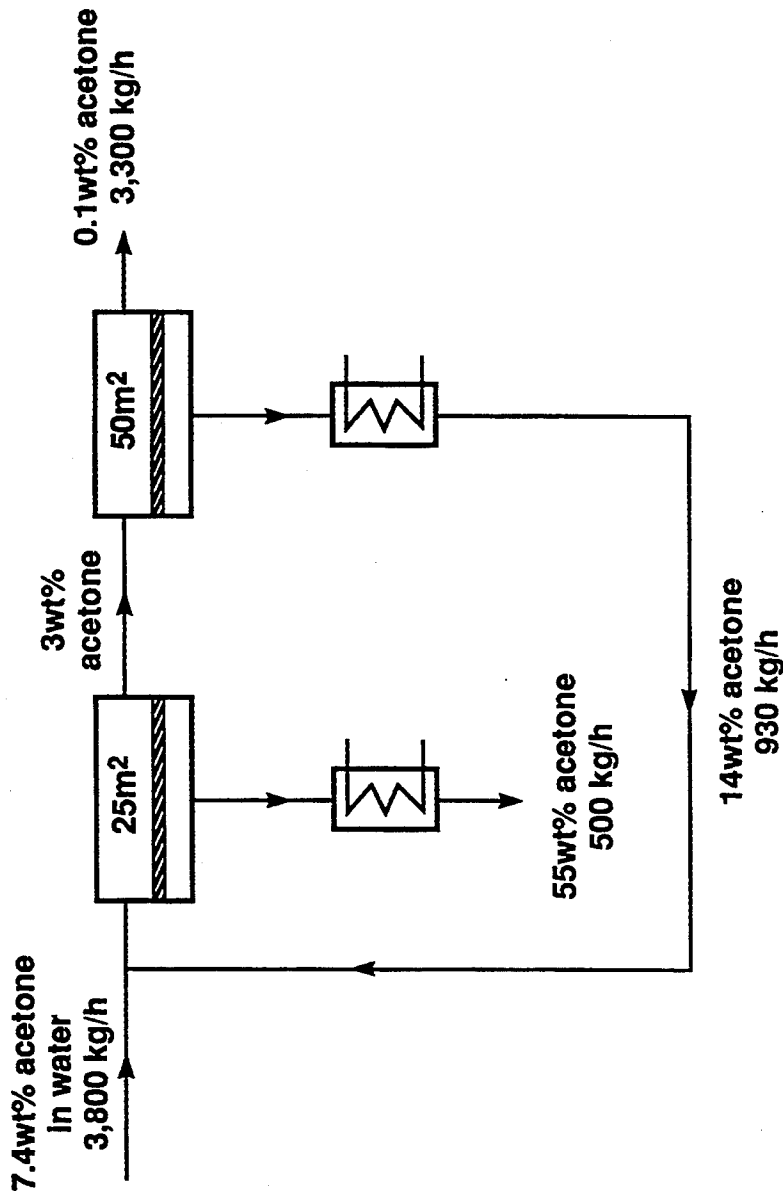 7.4wt% acetone
in water
3,800 kg/h
25m²
3wt%
acetone
50m²
0.1wt% acetone
3,300 kg/h
55wt% acetone
500 kg/h
14wt% acetone
930 kg/h